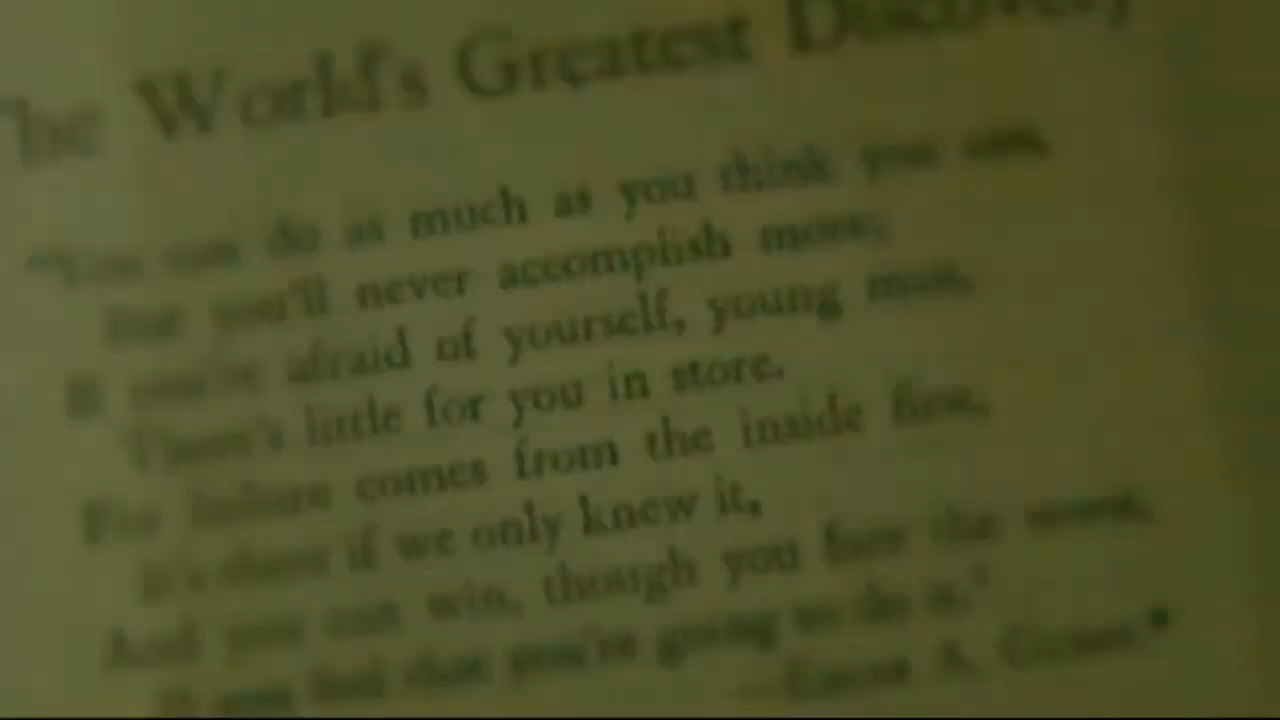 The World's Greatest Discovery
"You can do as much as you think you can,
But you'll never accomplish more;
If you're afraid of yourself, young man,
There's little for you in store.
For failure comes from the inside first,
It's there if we only knew it,
And you can win, though you face the worst,
If you feel that you're going to do it."
A.